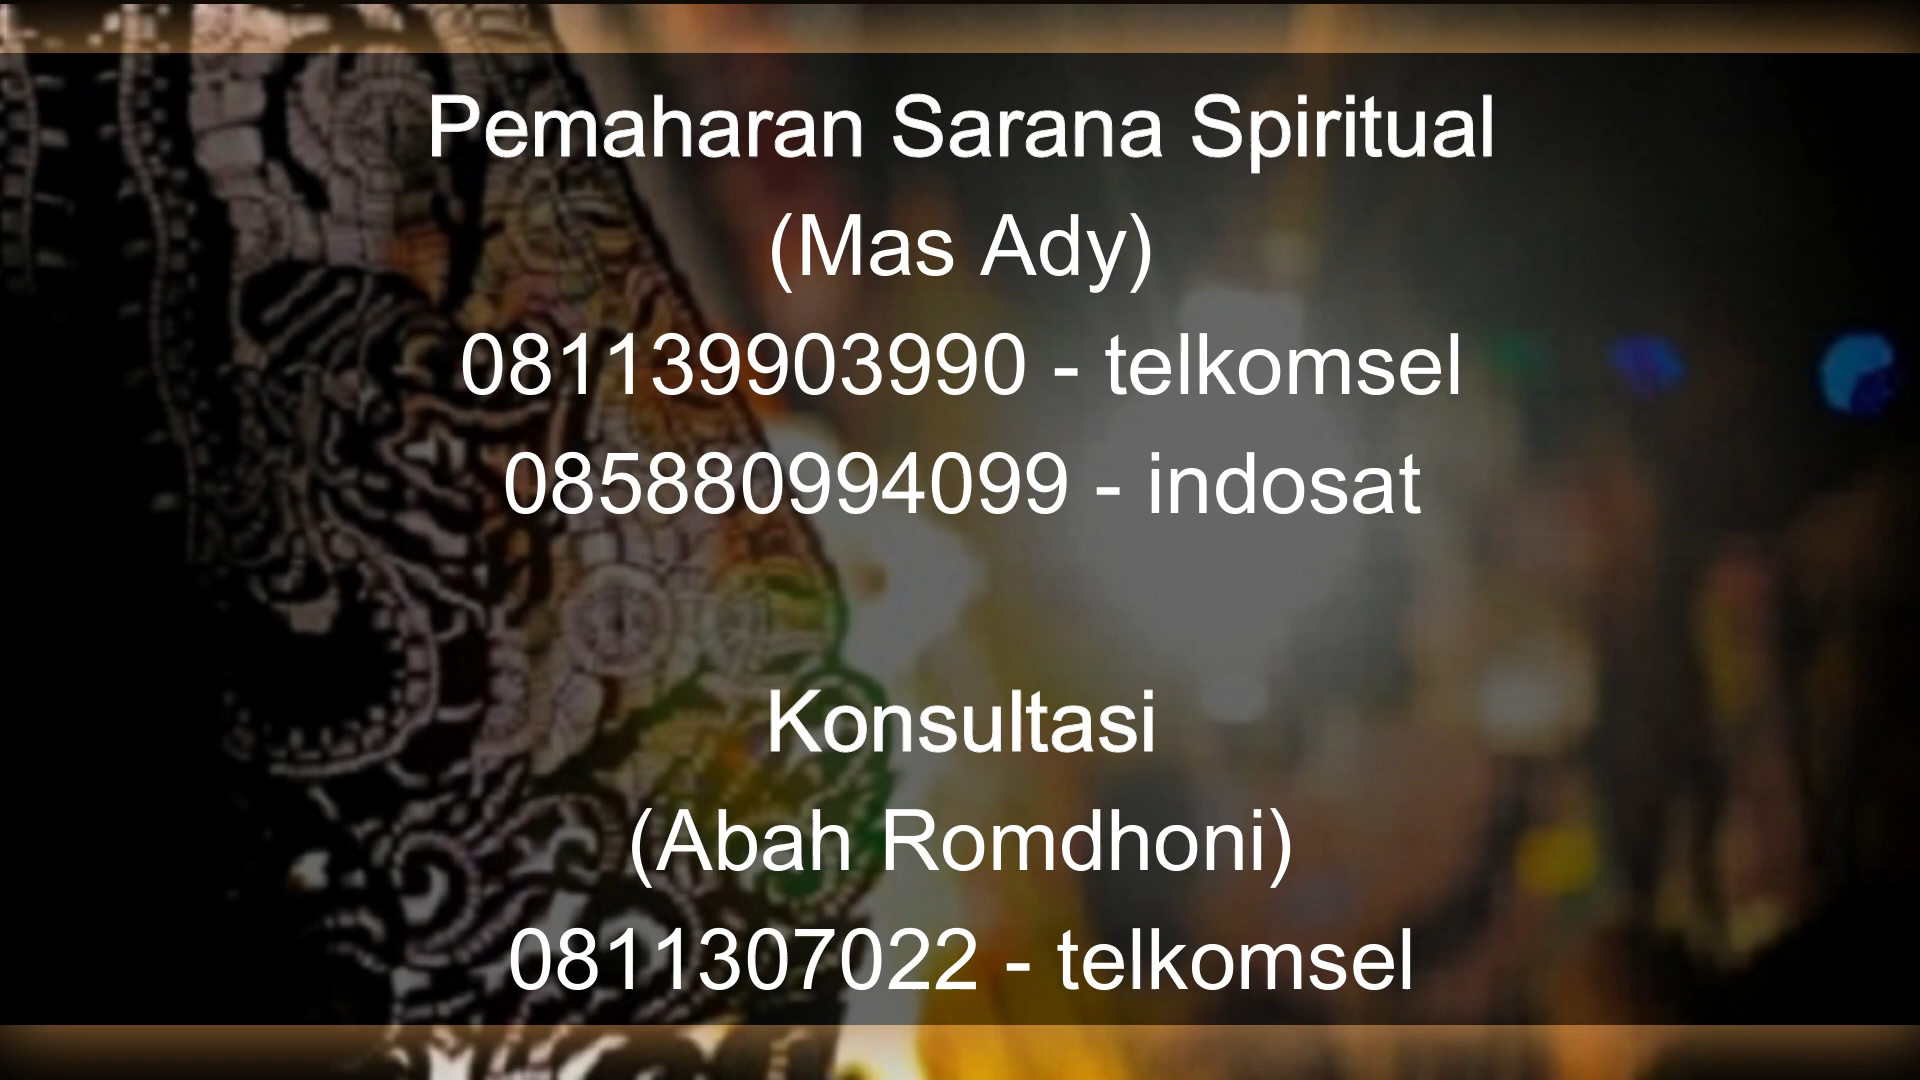 Pemaharan Sarana Spiritual
(Mas Ady)
081139903990 - telkomsel
085880994099 - indosat
Konsultasi
(Abah Romdhoni)
0811307022 - telkomsel